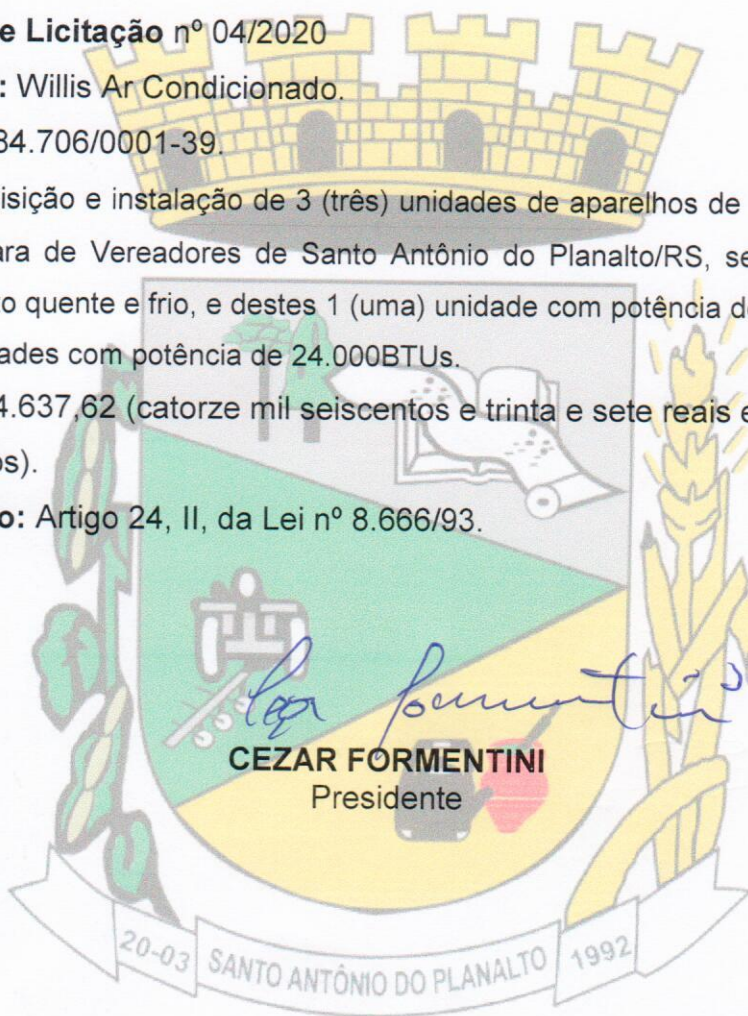 e Licitação nº 04/2020
: Willis Ar Condicionado.
34.706/0001-39.
isição e instalação de 3 (três) unidades de aparelhos de
ara de Vereadores de Santo Antônio do Planalto/RS, se
o quente e frio, e destes 1 (uma) unidade com potência d
ades com potência de 24.000BTUs.
4.637,62 (catorze mil seiscentos e trinta e sete reais e
os).
o: Artigo 24, II, da Lei nº 8.666/93.
Cezar Formentini
CEZAR FORMENTINI
Presidente
20-03 SANTO ANTÔNIO DO PLANALTO 1992